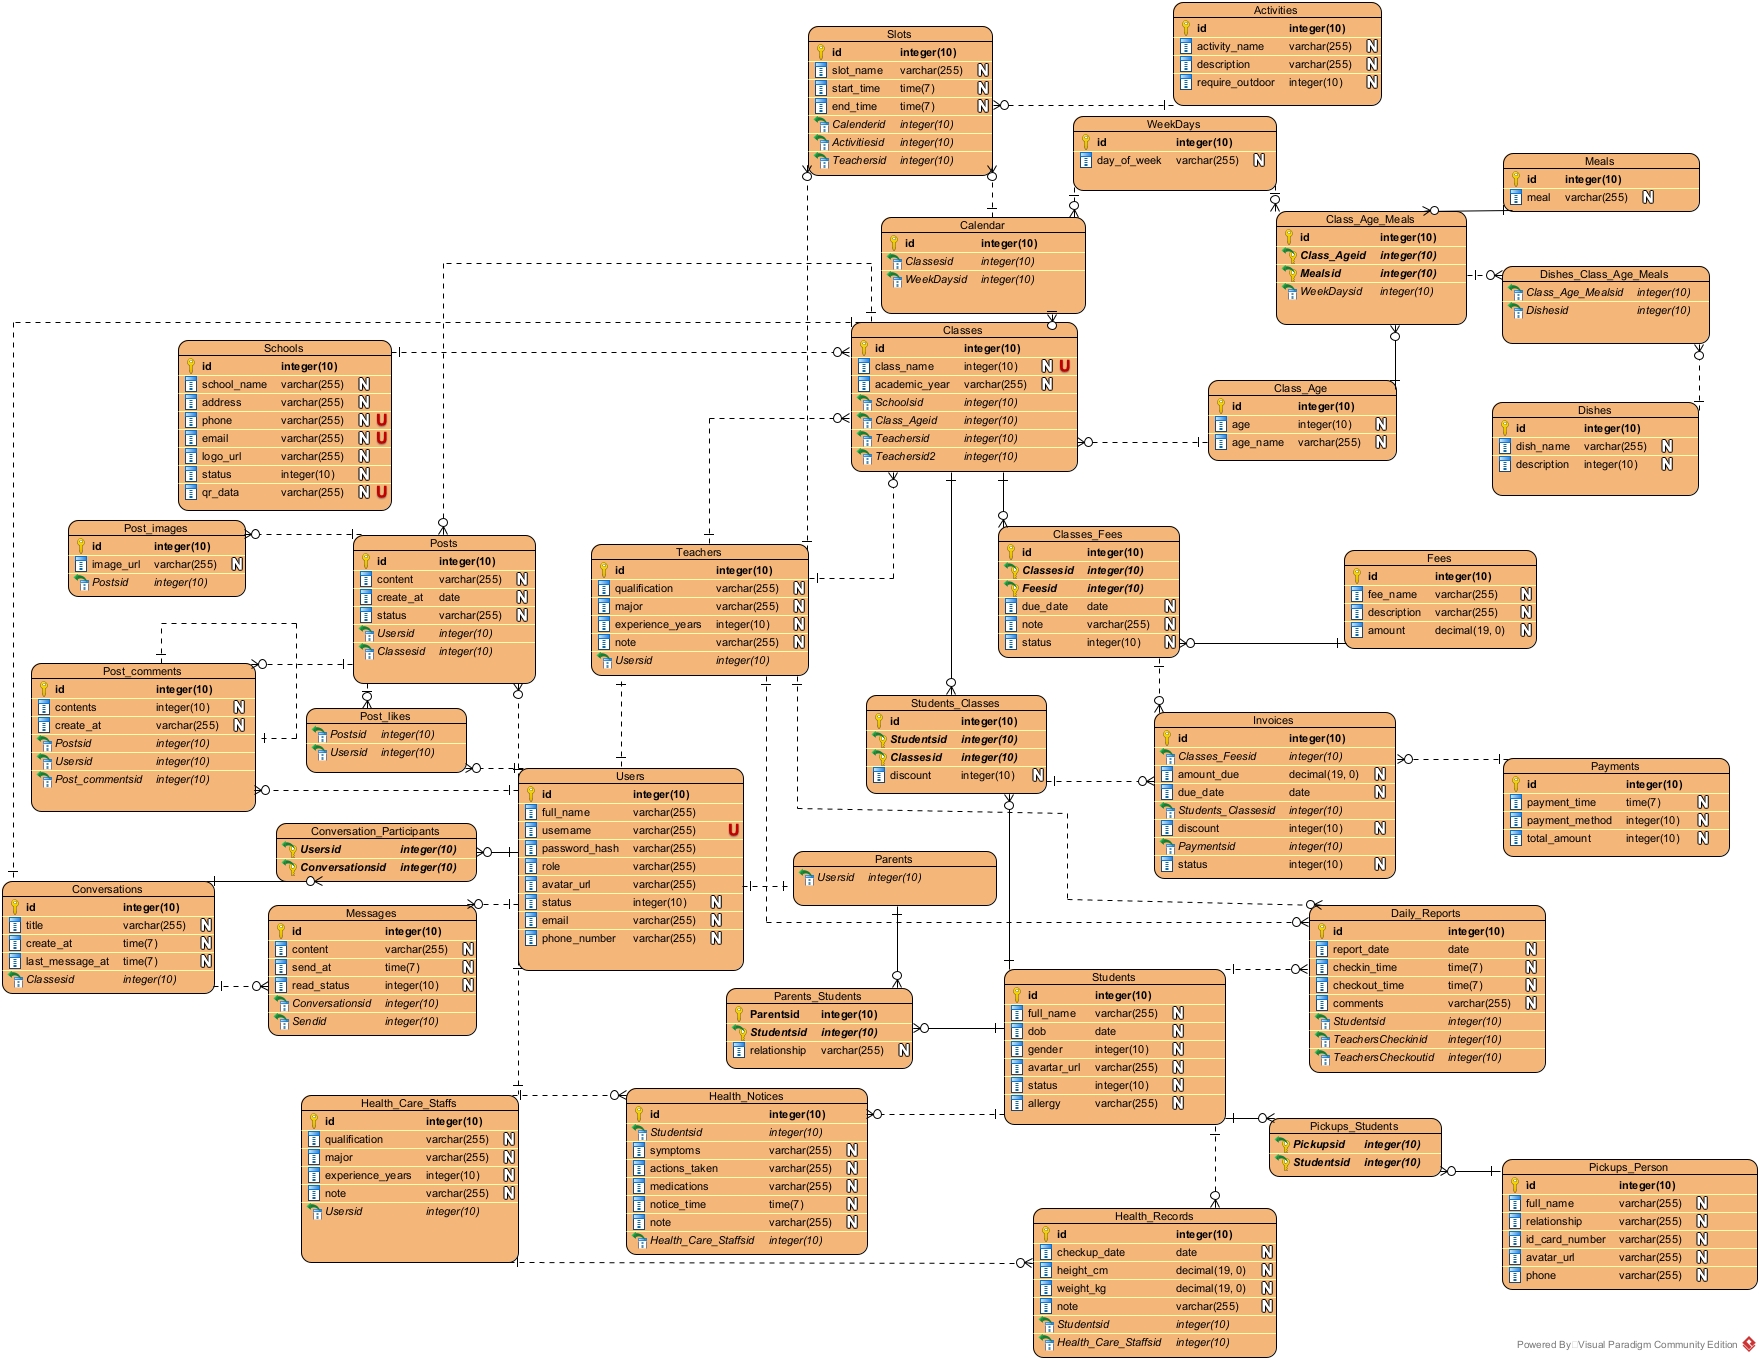 Activities
id integer(10)
activity_name varchar(255) N
description varchar(255) N
require_outdoor integer(10) N
Slots
id integer(10)
slot_name varchar(255) N
start_time time(7) N
end_time time(7) N
Calenderid integer(10)
Activitiesid integer(10)
Teachersid integer(10)
WeekDays
id integer(10)
day_of_week varchar(255) N
Meals
id integer(10)
meal varchar(255) N
Calendar
id integer(10)
Classesid integer(10)
WeekDaysid integer(10)
Class_Age_Meals
id integer(10)
Class_Ageid integer(10)
Mealsid integer(10)
WeekDaysid integer(10)
Dishes_Class_Age_Meals
Class_Age_Mealsid integer(10)
Dishesid integer(10)
Schools
id integer(10)
school_name varchar(255) N
address varchar(255) N
phone varchar(255) N U
email varchar(255) N U
logo_url varchar(255) N
status integer(10) N
qr_data varchar(255) N U
Classes
id integer(10)
class_name integer(10) N U
academic_year varchar(255) N
Schoolsid integer(10)
Class_Ageid integer(10)
Teachersid integer(10)
Teachersid2 integer(10)
Class_Age
id integer(10)
age integer(10) N
age_name varchar(255) N
Dishes
id integer(10)
dish_name varchar(255) N
description integer(10) N
Post_images
id integer(10)
image_url varchar(255) N
Postsid integer(10)
Posts
id integer(10)
content varchar(255) N
create_at date N
status varchar(255) N
Usersid integer(10)
Classesid integer(10)
Teachers
id integer(10)
qualification varchar(255) N
major varchar(255) N
experience_years integer(10) N
note varchar(255) N
Usersid integer(10)
Classes_Fees
id integer(10)
Classesid integer(10)
Feesid integer(10)
due_date date N
note varchar(255) N
status integer(10) N
Fees
id integer(10)
fee_name varchar(255) N
description varchar(255) N
amount decimal(19, 0) N
Post_comments
id integer(10)
contents integer(10) N
create_at varchar(255) N
Postsid integer(10)
Usersid integer(10)
Post_commentsid integer(10)
Post_likes
Postsid integer(10)
Usersid integer(10)
Students_Classes
id integer(10)
Studentsid integer(10)
Classesid integer(10)
discount integer(10) N
Invoices
id integer(10)
Classes_Feesid integer(10)
amount_due decimal(19, 0) N
due_date date N
Students_Classesid integer(10)
discount integer(10) N
Paymentsid integer(10)
status integer(10) N
Payments
id integer(10)
payment_time time(7) N
payment_method integer(10) N
total_amount integer(10) N
Users
id integer(10)
full_name varchar(255)
username varchar(255) U
password_hash varchar(255)
role varchar(255)
avatar_url varchar(255)
status integer(10) N
email varchar(255) N
phone_number varchar(255) N
Conversation_Participants
Usersid integer(10)
Conversationsid integer(10)
Parents
Usersid integer(10)
Conversations
id integer(10)
title varchar(255) N
create_at time(7) N
last_message_at time(7) N
Classesid integer(10)
Messages
id integer(10)
content varchar(255) N
send_at time(7) N
read_status integer(10) N
Conversationsid integer(10)
Sendid integer(10)
Daily_Reports
id integer(10)
report_date date N
checkin_time time(7) N
checkout_time time(7) N
comments varchar(255) N
Studentsid integer(10)
TeachersCheckinid integer(10)
TeachersCheckoutid integer(10)
Parents_Students
Parentsid integer(10)
Studentsid integer(10)
relationship varchar(255) N
Students
id integer(10)
full_name varchar(255) N
dob date N
gender integer(10) N
avartar_url varchar(255) N
status integer(10) N
allergy varchar(255) N
Health_Care_Staffs
id integer(10)
qualification varchar(255) N
major varchar(255) N
experience_years integer(10) N
note varchar(255) N
Usersid integer(10)
Health_Notices
id integer(10)
Studentsid integer(10)
symptoms varchar(255) N
actions_taken varchar(255) N
medications varchar(255) N
notice_time time(7) N
note varchar(255) N
Health_Care_Staffsid integer(10)
Pickups_Students
Pickupsid integer(10)
Studentsid integer(10)
Pickups_Person
id integer(10)
full_name varchar(255) N
relationship varchar(255) N
id_card_number varchar(255) N
avatar_url varchar(255) N
phone varchar(255) N
Health_Records
id integer(10)
checkup_date date N
height_cm decimal(19, 0) N
weight_kg decimal(19, 0) N
note varchar(255) N
Studentsid integer(10)
Health_Care_Staffsid integer(10)
Powered By Visual Paradigm Community Edition